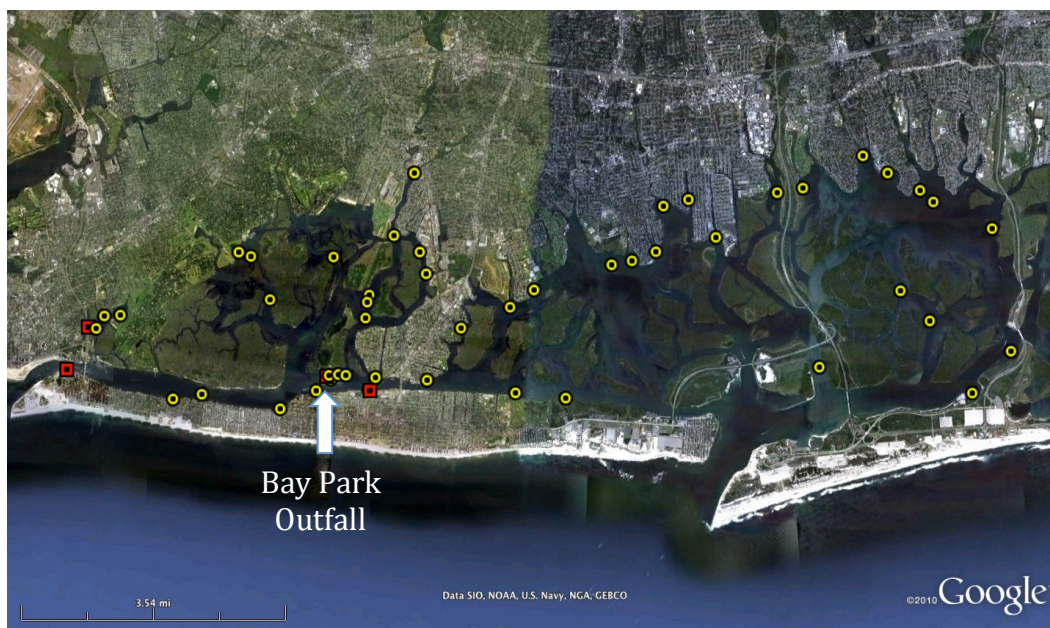 Bay Park
Outfall
3.54 mi
Data SIO, NOAA, U.S. Navy, NGA, GEBCO
©2010 Google